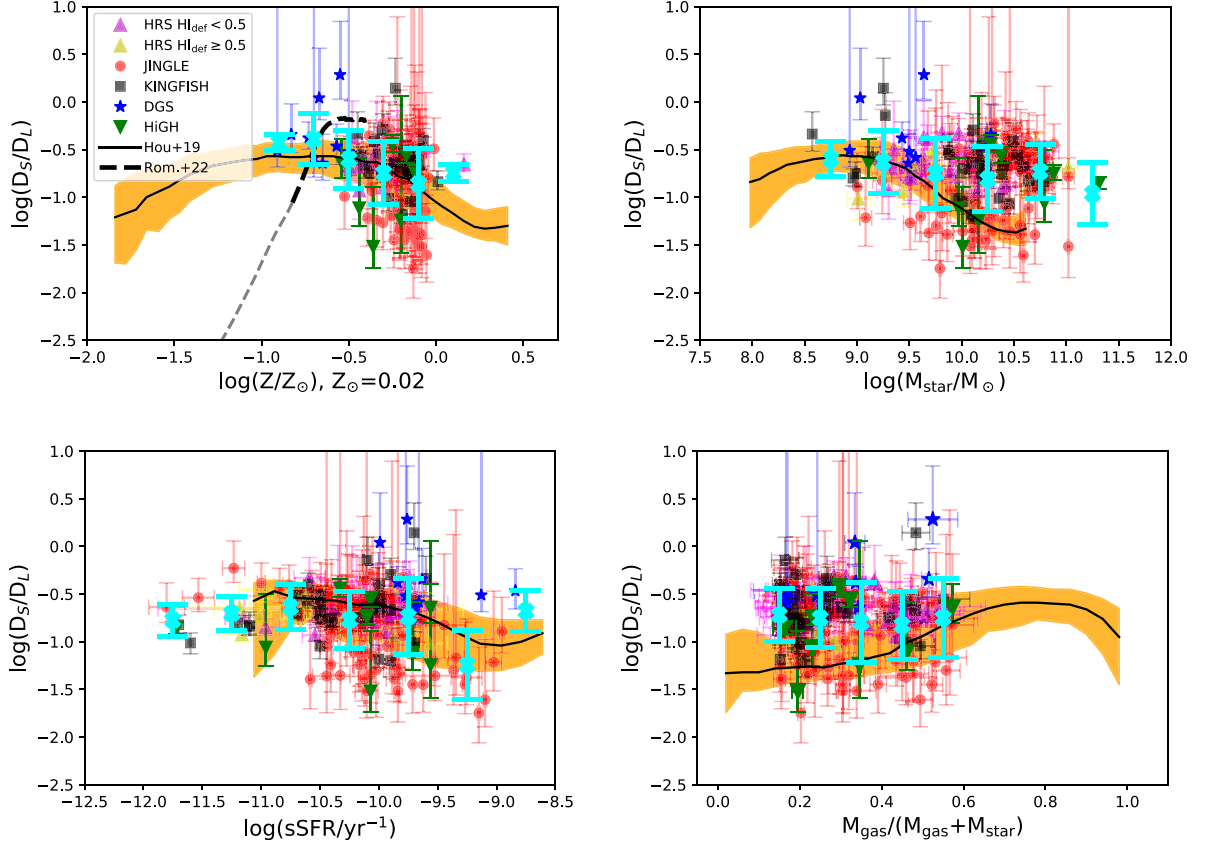 HRS HI_def < 0.5
HRS HI_def ≥ 0.5
JINGLE
KINGFISH
DGS
HiGH
Hou+19
Rom.+22
1.0
0.5
0.0
−0.5
−1.0
−1.5
−2.0
−2.5
log(D_S/D_L)
−2.0 −1.5 −1.0 −0.5 0.0 0.5
log(Z/Z_⊙), Z_⊙=0.02
1.0
0.5
0.0
−0.5
−1.0
−1.5
−2.0
−2.5
log(D_S/D_L)
7.5 8.0 8.5 9.0 9.5 10.0 10.5 11.0 11.5 12.0
log(M_star/M_⊙)
1.0
0.5
0.0
−0.5
−1.0
−1.5
−2.0
−2.5
log(D_S/D_L)
−12.5 −12.0 −11.5 −11.0 −10.5 −10.0 −9.5 −9.0 −8.5
log(sSFR/yr⁻¹)
1.0
0.5
0.0
−0.5
−1.0
−1.5
−2.0
−2.5
log(D_S/D_L)
0.0 0.2 0.4 0.6 0.8 1.0
M_gas/(M_gas+M_star)